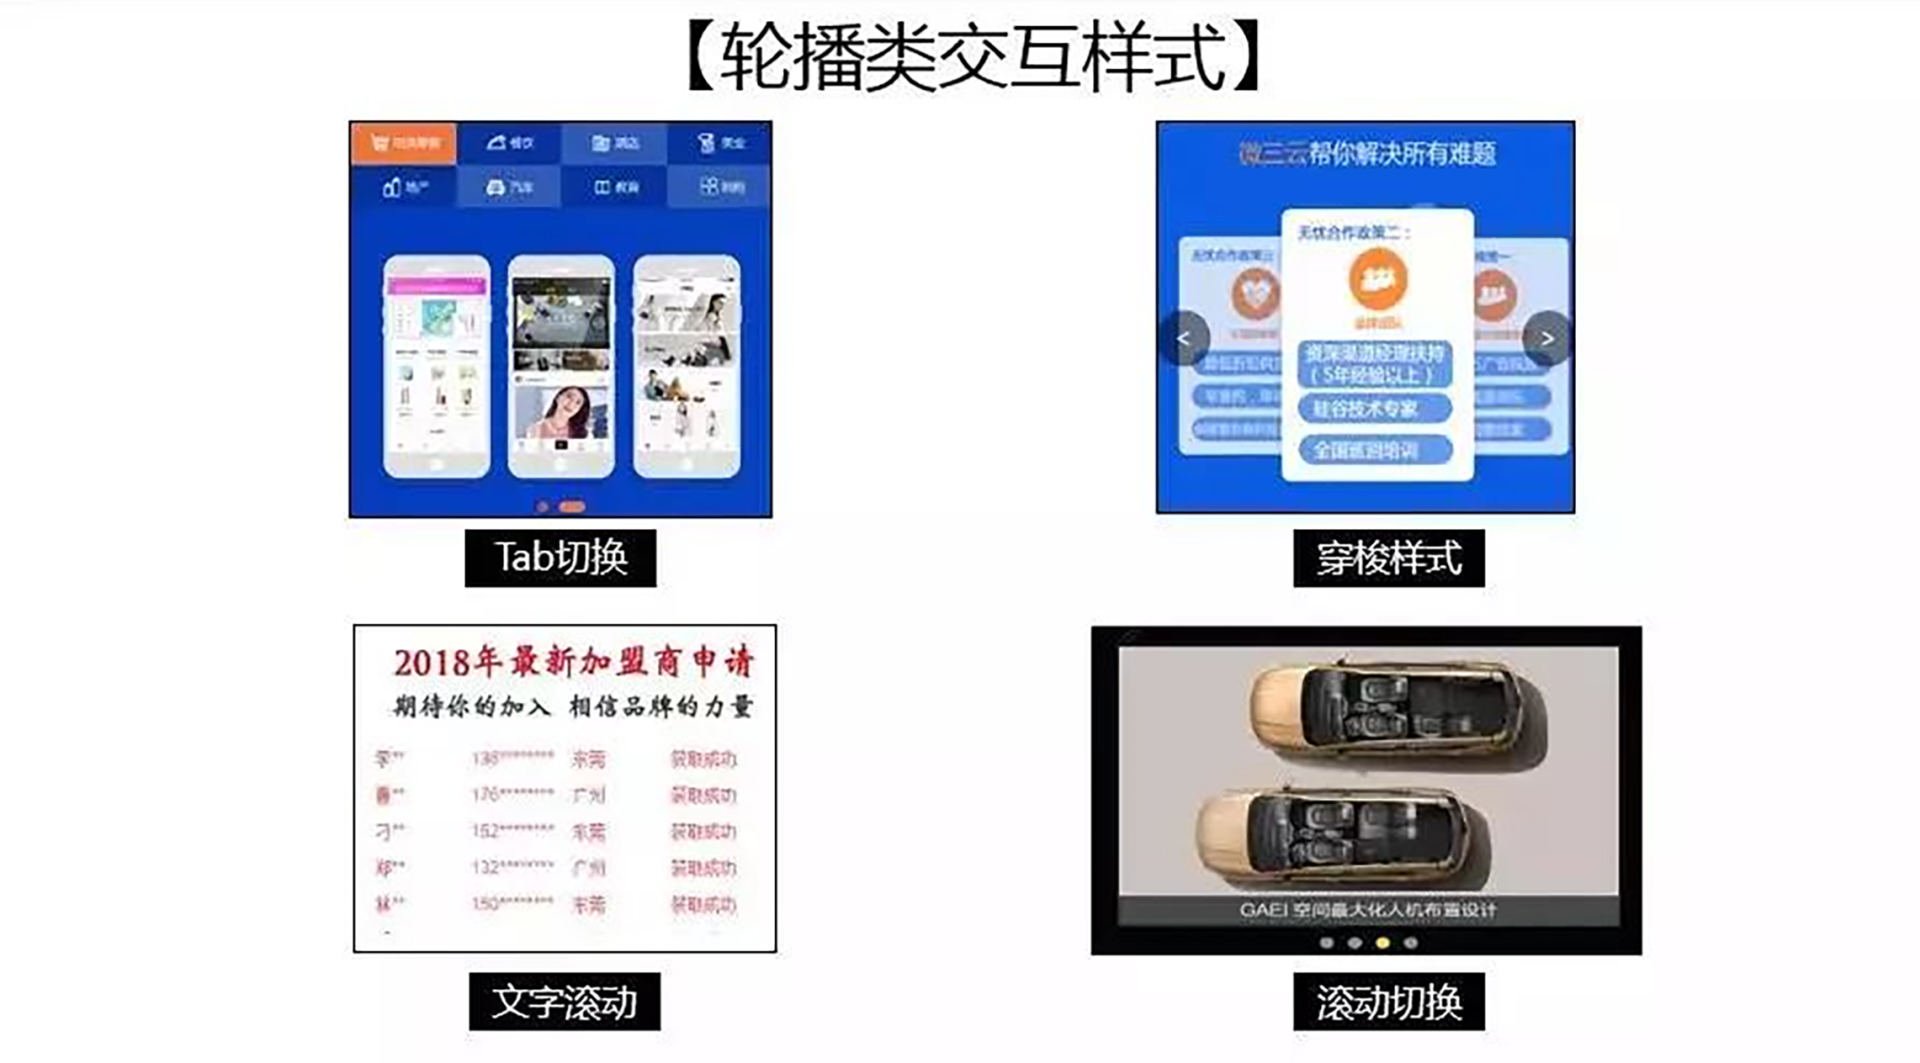 【轮播类交互样式】
餐饮
酒店
美业
地产
汽车
教育
Tab切换
微三云帮你解决所有难题
无忧合作政策三
无忧合作政策二：
资深渠道经理扶持
（5年经验以上）
硅谷技术专家
全国巡回培训
<
>
穿梭样式
2018年最新加盟商申请
期待你的加入 相信品牌的力量
李** 138******** 东莞 获取成功
176******** 广州 获取成功
刁** 152******** 东莞 获取成功
郑** 132******** 广州 获取成功
林** 150******** 东莞 获取成功
文字滚动
GAEI 空间最大化人机布置设计
滚动切换